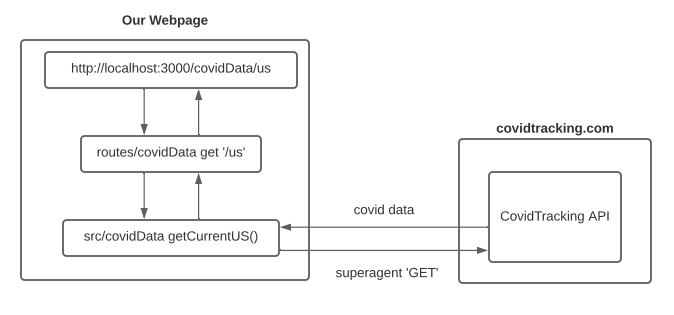 Our Webpage
http://localhost:3000/covidData/us
routes/covidData get '/us'
src/covidData getCurrentUS()
covid data
superagent 'GET'
covidtracking.com
CovidTracking API